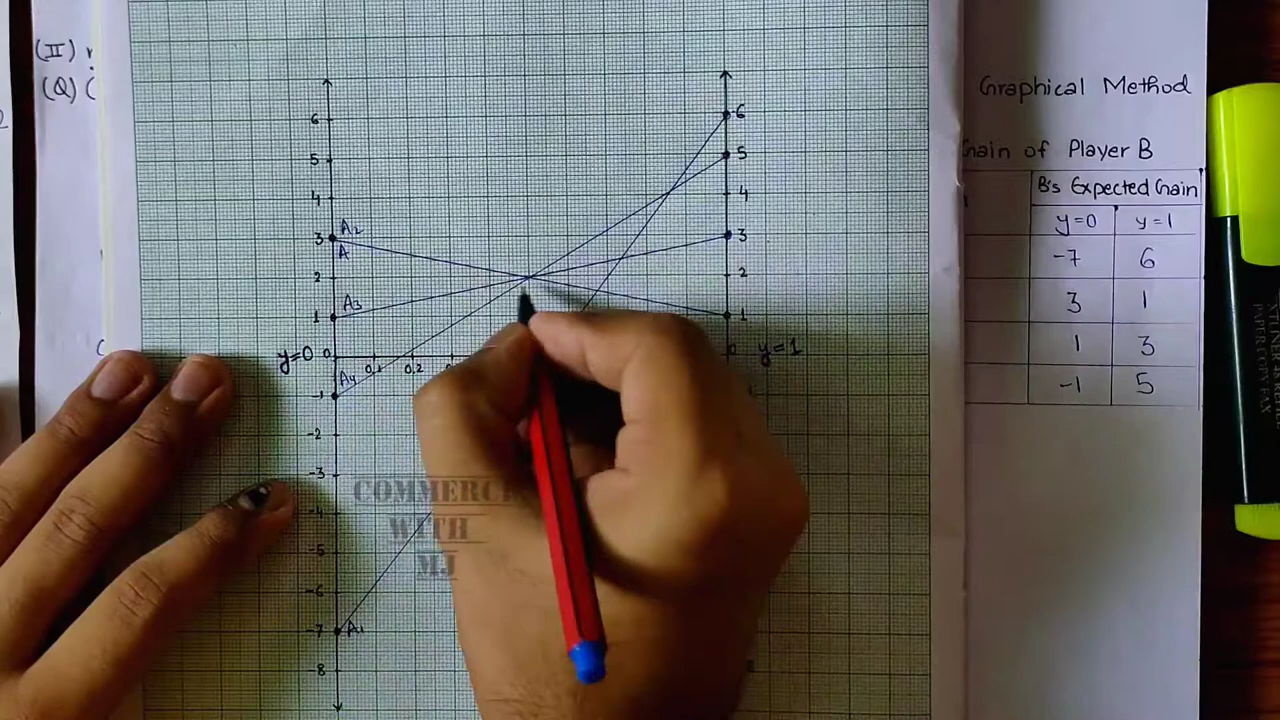 (II)
(Q) (
Graphical Method
Gain of Player B
B's Expected Gain
y=0 y=1
-7 6
3 1
1 3
-1 5
6 6
5 5
4 4
3 A2 3
A
2 2
A3
1 1
y=0 0 0.1 0.2 0 y=1
A4
-1
-2
-3
-4
-5
-6
-7 A1
8
COMMERCE
WITH
MJ